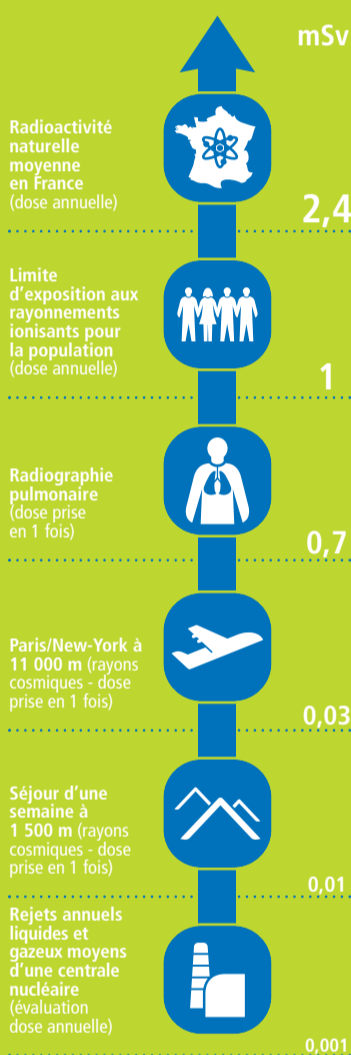 mSv
Radioactivité
naturelle
moyenne
en France
(dose annuelle)
2,4
Limite
d'exposition aux
rayonnements
ionisants pour
la population
(dose annuelle)
1
Radiographie
pulmonaire
(dose prise
en 1 fois)
0,7
Paris/New-York à
11 000 m (rayons
cosmiques - dose
prise en 1 fois)
0,03
Séjour d'une
semaine à
1 500 m (rayons
cosmiques - dose
prise en 1 fois)
0,01
Rejets annuels
liquides et
gazeux moyens
d'une centrale
nucléaire
(évaluation
dose annuelle)
0,001